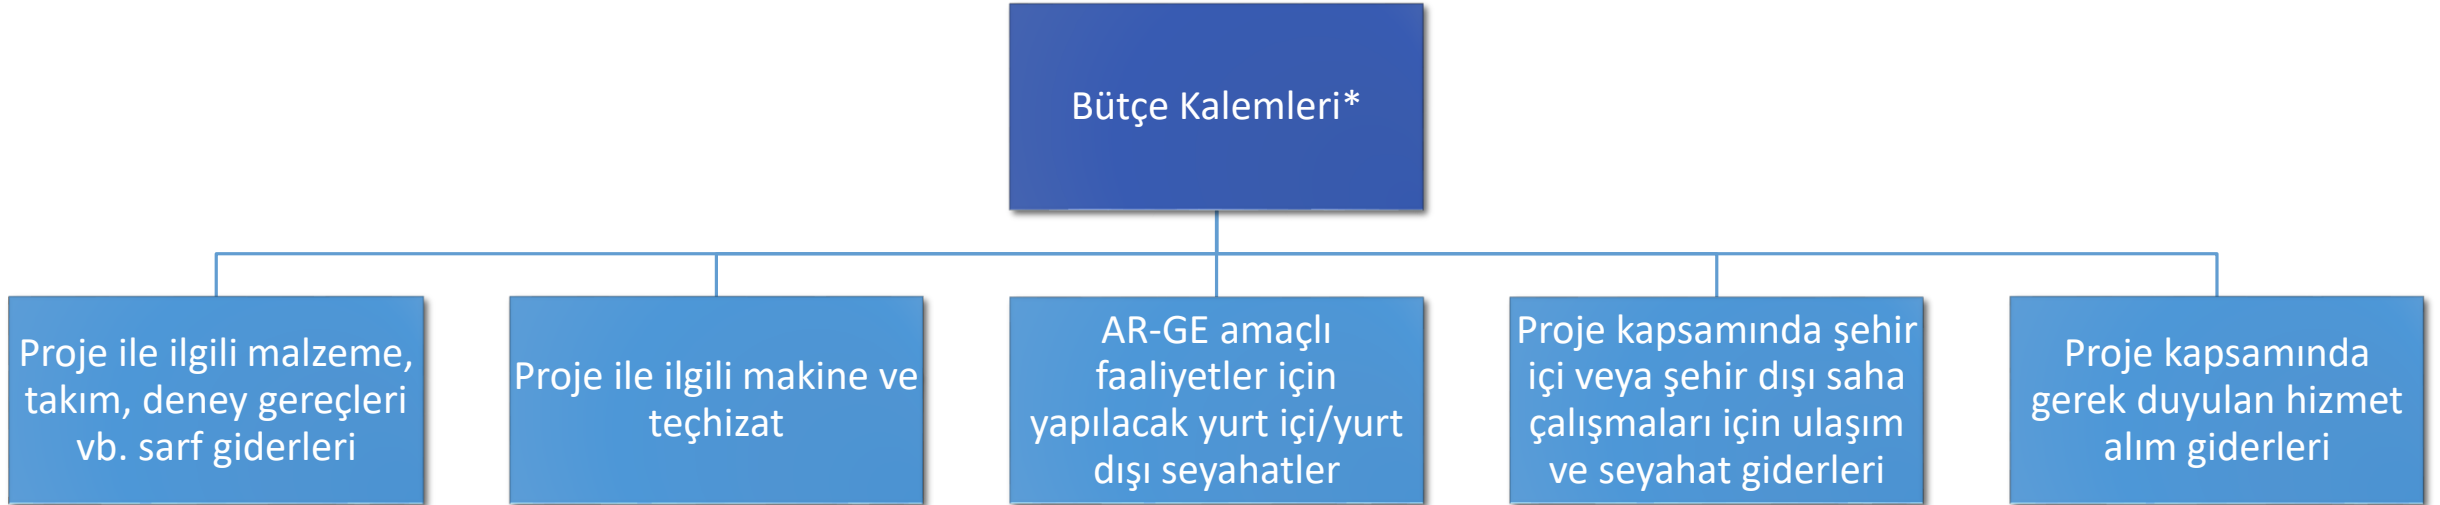 Bütçe Kalemleri*
Proje ile ilgili malzeme,
takım, deney gereçleri
vb. sarf giderleri
Proje ile ilgili makine ve
teçhizat
AR-GE amaçlı
faaliyetler için
yapılacak yurt içi/yurt
dışı seyahatler
Proje kapsamında şehir
içi veya şehir dışı saha
çalışmaları için ulaşım
ve seyahat giderleri
Proje kapsamında
gerek duyulan hizmet
alım giderleri